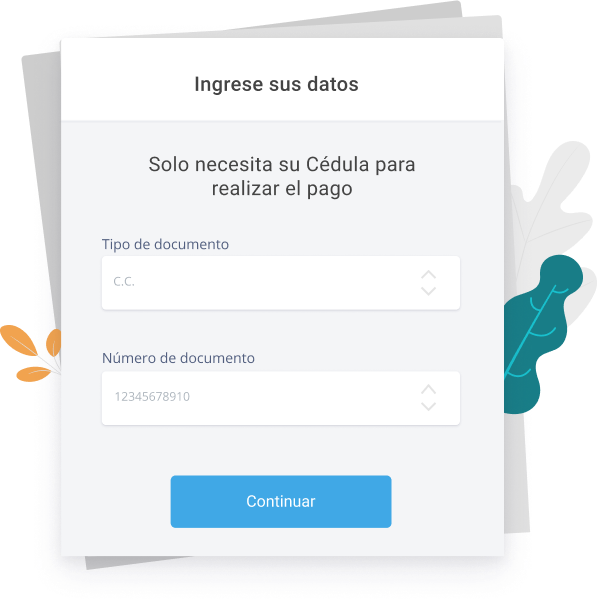 Ingrese sus datos
Solo necesita su Cédula para
realizar el pago
Tipo de documento
C.C.
Número de documento
12345678910
Continuar